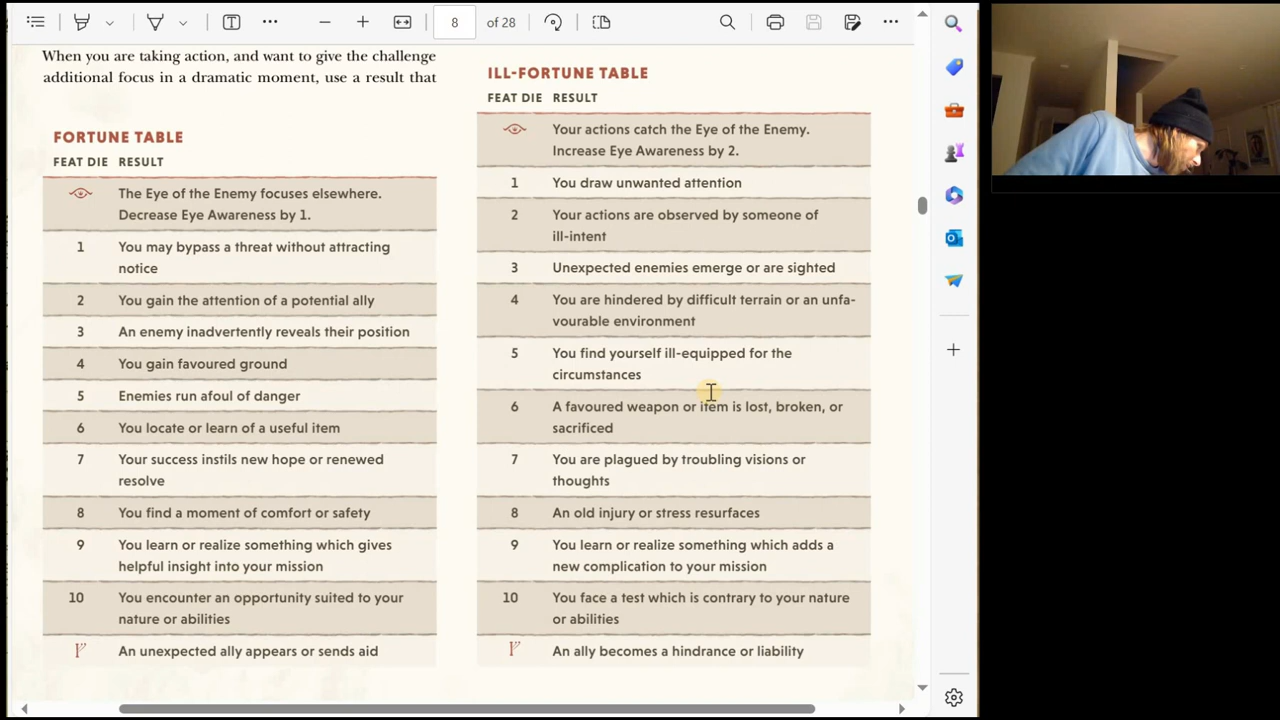 8 of 28
When you are taking action, and want to give the challenge
additional focus in a dramatic moment, use a result that
FORTUNE TABLE
FEAT DIE RESULT
The Eye of the Enemy focuses elsewhere.
Decrease Eye Awareness by 1.
1 You may bypass a threat without attracting
notice
2 You gain the attention of a potential ally
3 An enemy inadvertently reveals their position
4 You gain favoured ground
5 Enemies run afoul of danger
6 You locate or learn of a useful item
7 Your success instils new hope or renewed
resolve
8 You find a moment of comfort or safety
9 You learn or realize something which gives
helpful insight into your mission
10 You encounter an opportunity suited to your
nature or abilities
An unexpected ally appears or sends aid
ILL-FORTUNE TABLE
FEAT DIE RESULT
Your actions catch the Eye of the Enemy.
Increase Eye Awareness by 2.
1 You draw unwanted attention
2 Your actions are observed by someone of
ill-intent
3 Unexpected enemies emerge or are sighted
4 You are hindered by difficult terrain or an unfa-
vourable environment
5 You find yourself ill-equipped for the
circumstances
6 A favoured weapon or item is lost, broken, or
sacrificed
7 You are plagued by troubling visions or
thoughts
8 An old injury or stress resurfaces
9 You learn or realize something which adds a
new complication to your mission
10 You face a test which is contrary to your nature
or abilities
An ally becomes a hindrance or liability